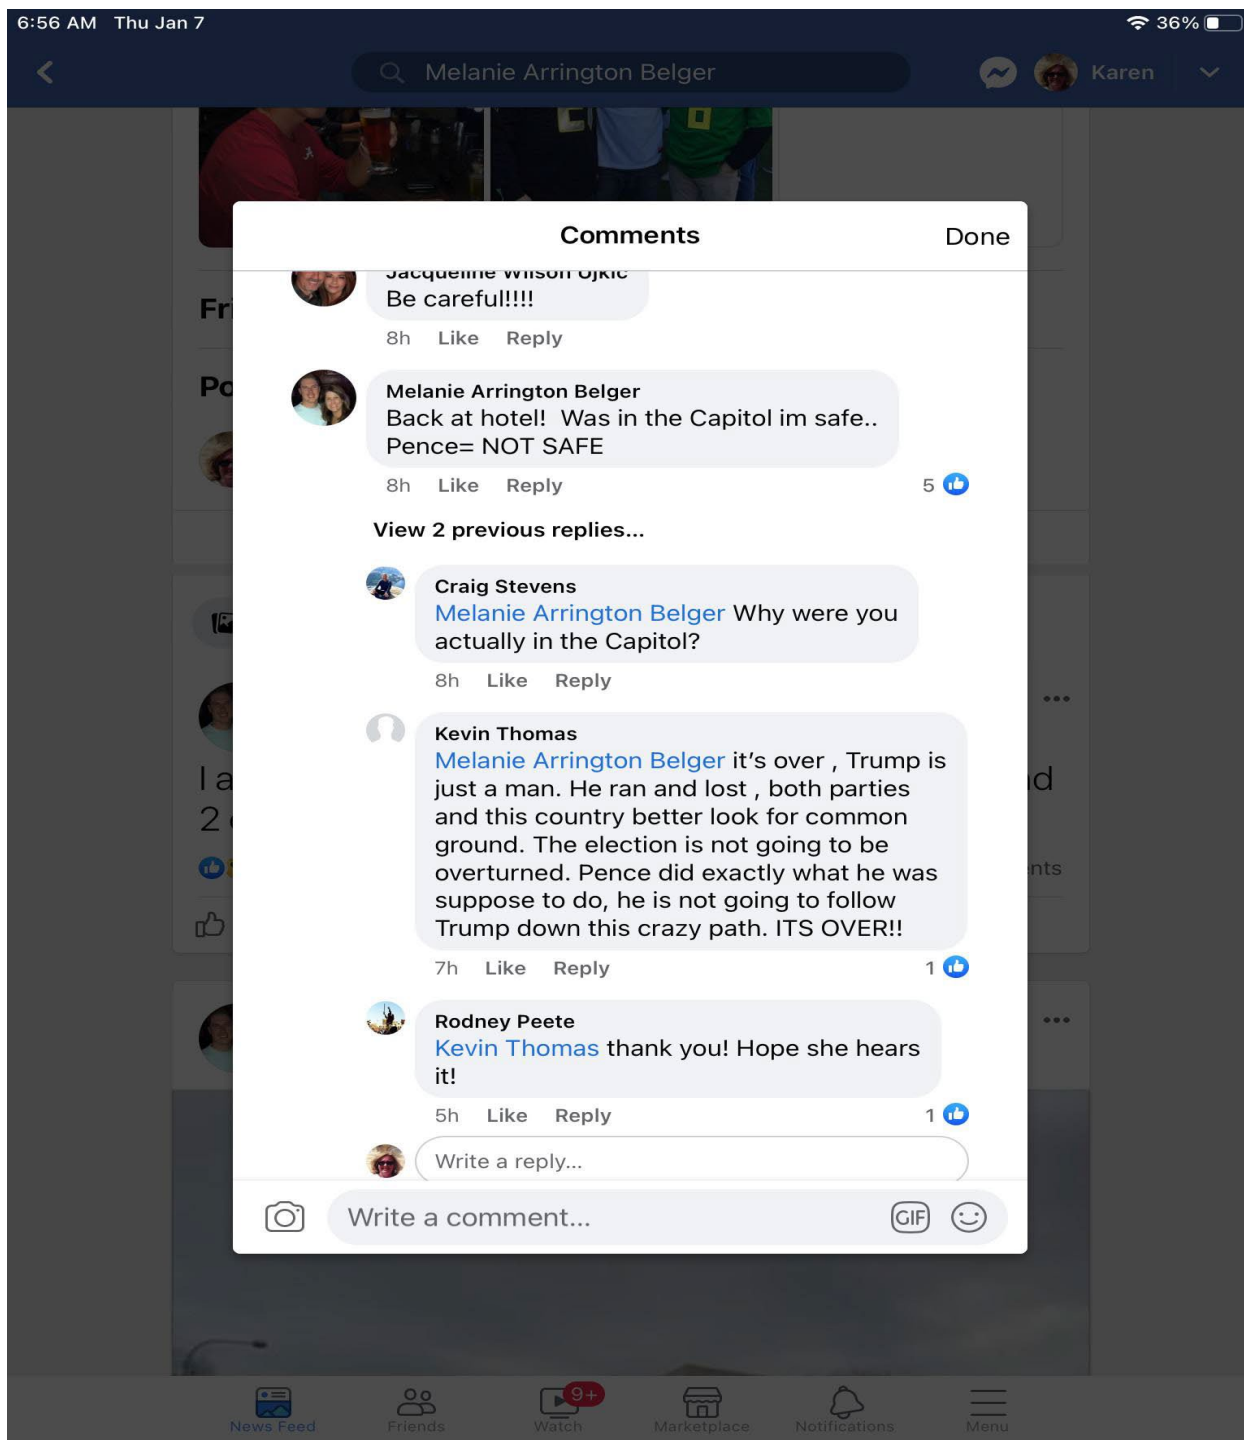 6:56 AM Thu Jan 7
36%
Melanie Arrington Belger
Karen
Comments
Done
Jacqueline Wilson Ujkic
Be careful!!!!
Fri
8h Like Reply
Po
Melanie Arrington Belger
Back at hotel!  Was in the Capitol im safe..
Pence= NOT SAFE
8h Like Reply
5
View 2 previous replies...
Craig Stevens
Melanie Arrington Belger Why were you
actually in the Capitol?
8h Like Reply
Kevin Thomas
Melanie Arrington Belger it's over , Trump is
just a man. He ran and lost , both parties
and this country better look for common
ground. The election is not going to be
overturned. Pence did exactly what he was
suppose to do, he is not going to follow
Trump down this crazy path. ITS OVER!!
7h Like Reply
1
I a
2
nts
Rodney Peete
Kevin Thomas thank you! Hope she hears
it!
5h Like Reply
1
Write a reply...
Write a comment...
GIF
9+
News Feed
Friends
Watch
Marketplace
Notifications
Menu